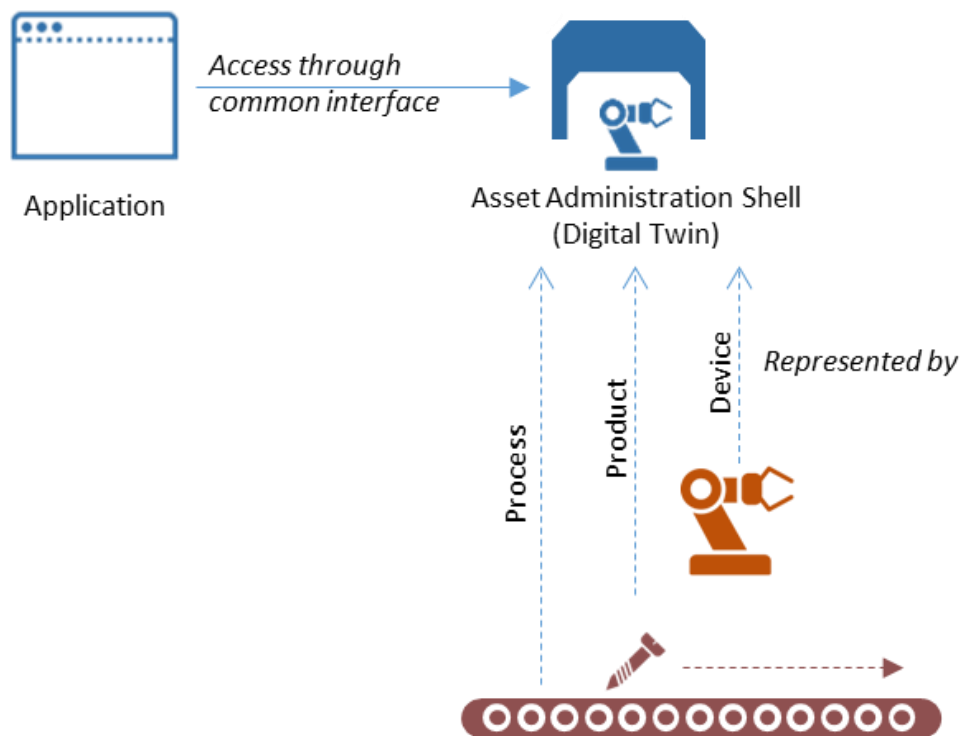 Access through
common interface
Application
Asset Administration Shell
(Digital Twin)
Process
Product
Device
Represented by